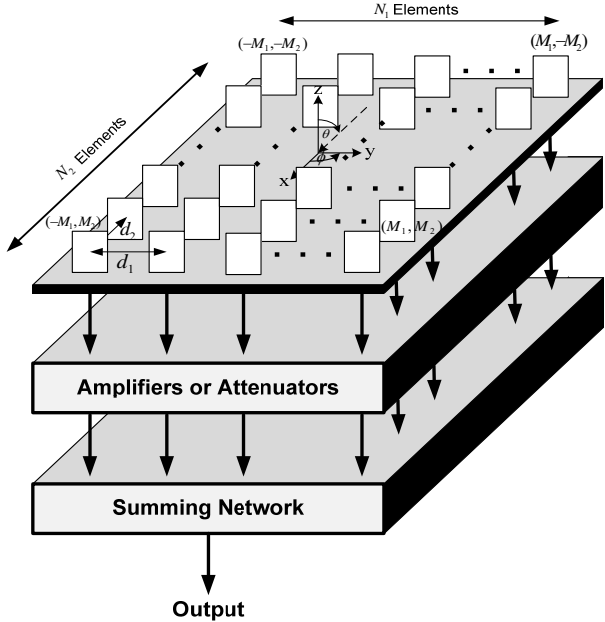 N₁ Elements
(−M₁,−M₂)
(M₁,−M₂)
N₂ Elements
z
θ
y
ϕ
x
(−M₁,M₂)
d₂
(M₁,M₂)
d₁
Amplifiers or Attenuators
Summing Network
Output